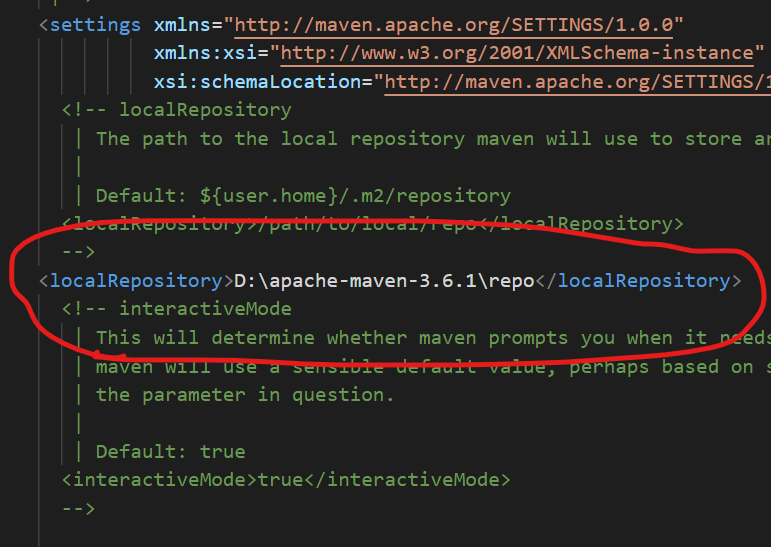 <settings xmlns="http://maven.apache.org/SETTINGS/1.0.0"
xmlns:xsi="http://www.w3.org/2001/XMLSchema-instance"
xsi:schemaLocation="http://maven.apache.org/SETTINGS/1
<!-- localRepository
| The path to the local repository maven will use to store
|
| Default: ${user.home}/.m2/repository
<localRepository>/path/to/local/repo</localRepository>
-->
<localRepository>D:\apache-maven-3.6.1\repo</localRepository>
<!-- interactiveMode
| This will determine whether maven prompts you when it needs
| maven will use a sensible default value, perhaps based on
| the parameter in question.
|
| Default: true
<interactiveMode>true</interactiveMode>
-->